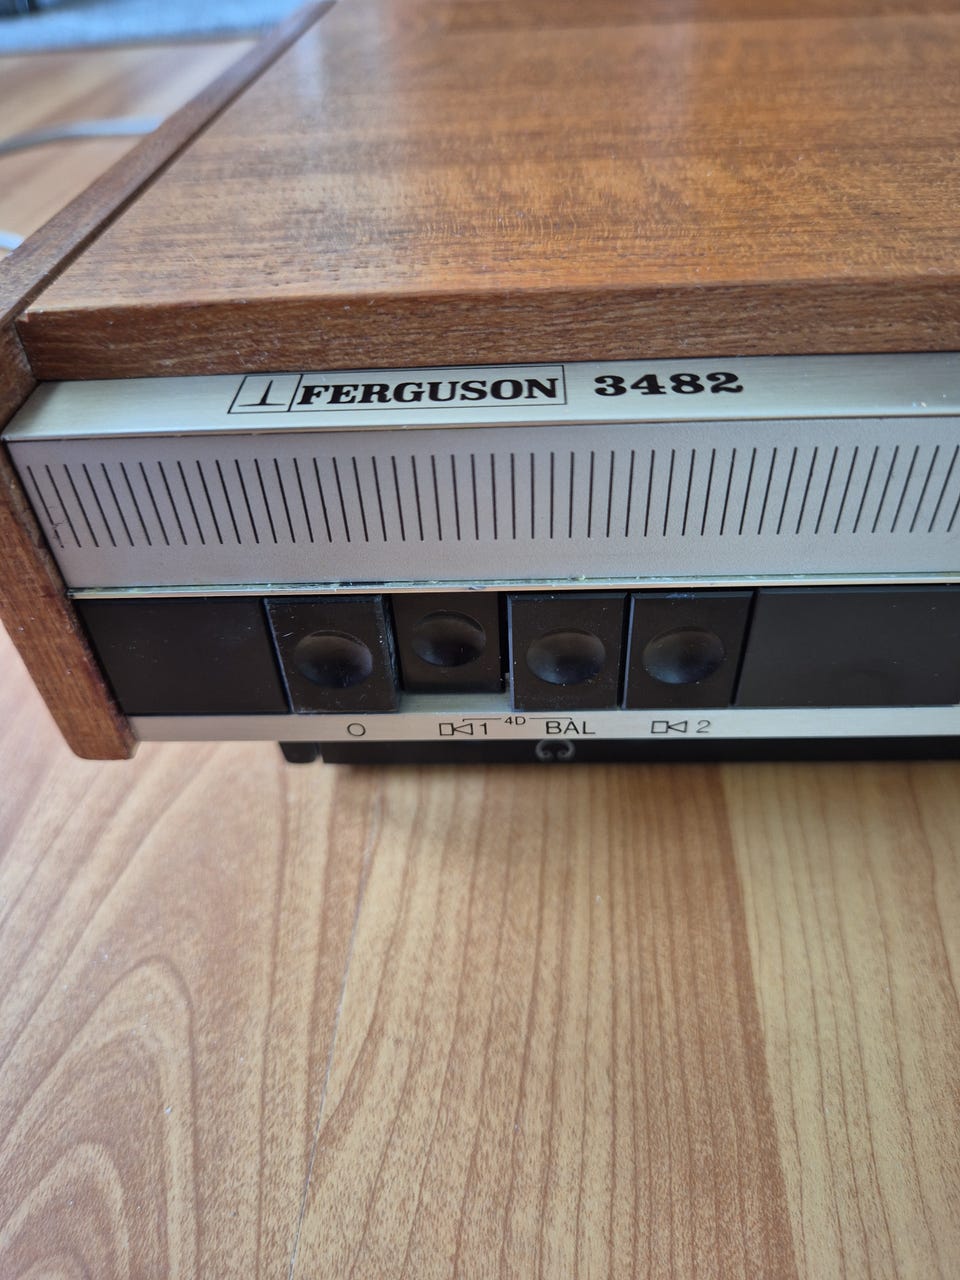 FERGUSON 3482
4D
O 1 BAL 2